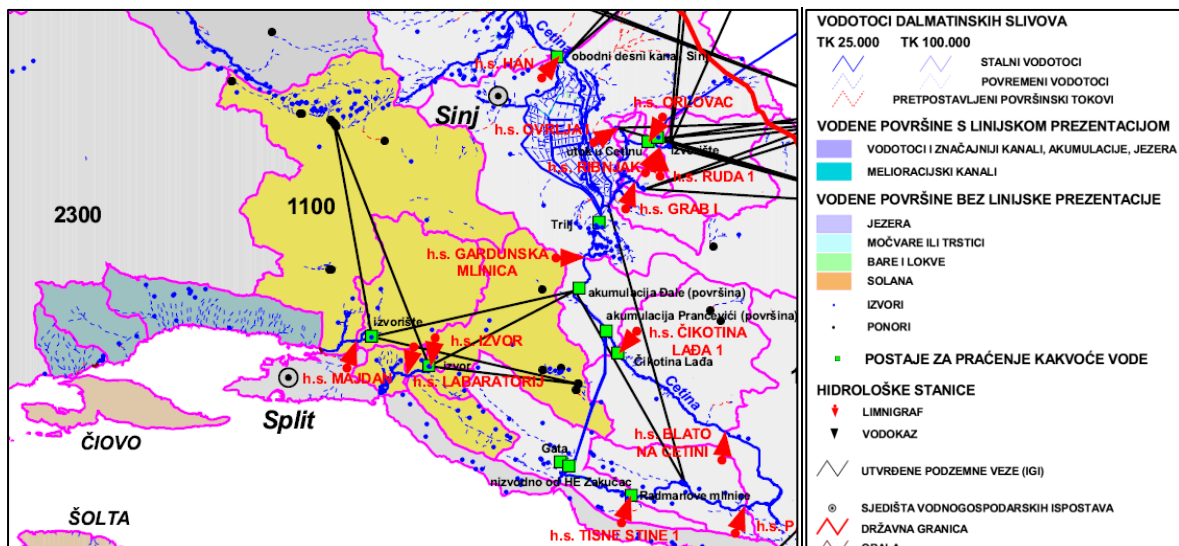 Cetina
h.s. HAN
obodni desni kanal, Sinj
Sinj
h.s. ORLOVAC
h.s. OVRLJA
utok u Cetinu
izvorište
h.s. RIBNJAK
h.s. RUDA 1
2300
1100
h.s. GRAB I
Trilj
h.s. GARDUNSKA
MLINICA
akumulacija Đale (površina)
akumulacija Prančevići (površina)
izvorište
h.s. IZVOR
h.s. ČIKOTINA
LAĐA 1
Čikotina Lađa
izvor
h.s. MAJDAN
h.s. LABARATORIJ
Cetina
Split
ČIOVO
h.s. BLATO
NA CETINI
Gata
nizvodno od HE Zakučac
Radmanove mlinice
ŠOLTA
h.s. TISNE STINE 1
h.s. P
VODOTOCI DALMATINSKIH SLIVOVA
TK 25.000 TK 100.000
STALNI VODOTOCI
POVREMENI VODOTOCI
PRETPOSTAVLJENI POVRŠINSKI TOKOVI
VODENE POVRŠINE S LINIJSKOM PREZENTACIJOM
VODOTOCI I ZNAČAJNIJI KANALI, AKUMULACIJE, JEZERA
MELIORACIJSKI KANALI
VODENE POVRŠINE BEZ LINIJSKE PREZENTACIJE
JEZERA
MOČVARE ILI TRSTICI
BARE I LOKVE
SOLANA
IZVORI
PONORI
POSTAJE ZA PRAĆENJE KAKVOĆE VODE
HIDROLOŠKE STANICE
LIMNIGRAF
VODOKAZ
UTVRĐENE PODZEMNE VEZE (IGI)
SJEDIŠTA VODNOGOSPODARSKIH ISPOSTAVA
DRŽAVNA GRANICA
OBALA